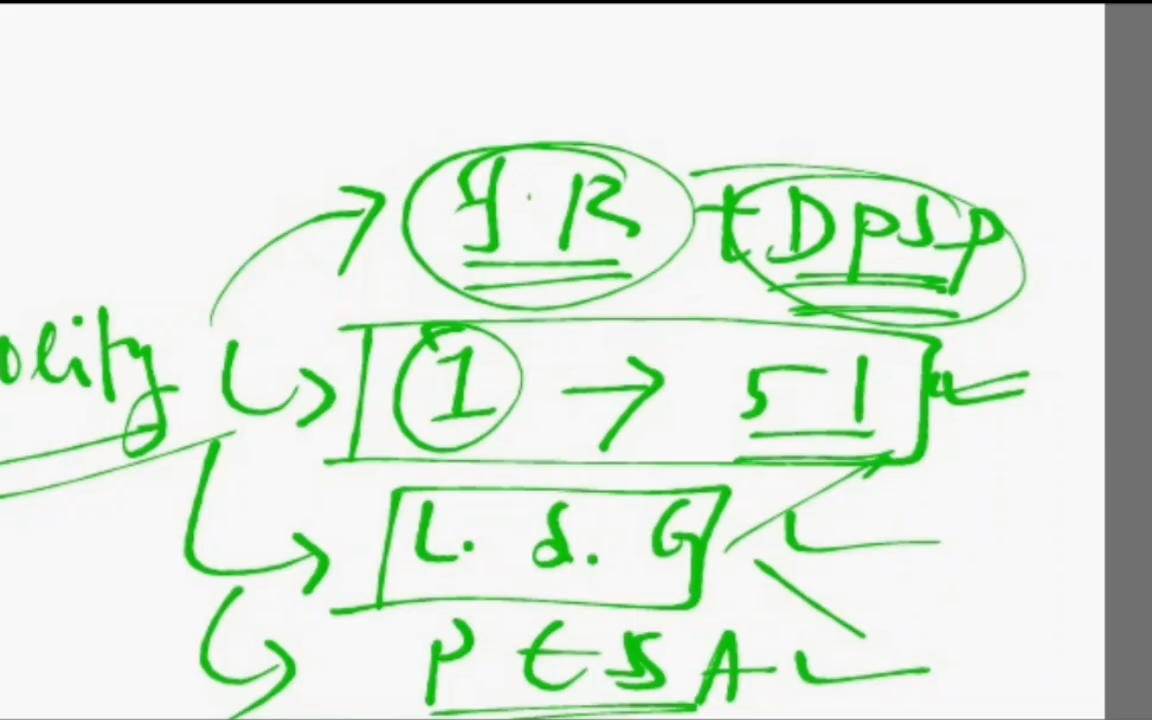 F.R + DPSP
olity 1 → 51
L.S.G
PESA